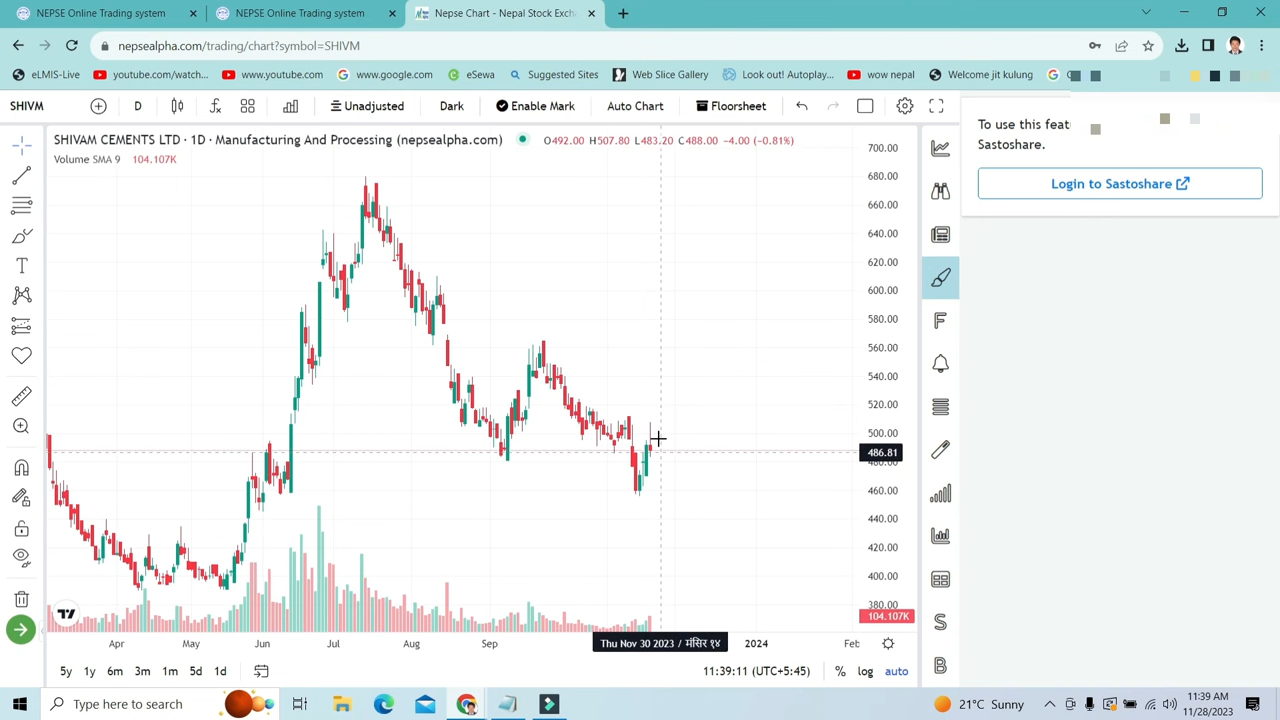 NEPSE Online Trading system
NEPSE Online Trading system
Nepse Chart - Nepal Stock Exch
nepsealpha.com/trading/chart?symbol=SHIVM
eLMIS-Live
youtube.com/watch...
www.youtube.com
www.google.com
eSewa
Suggested Sites
Web Slice Gallery
Look out! Autoplay...
wow nepal
Welcome jit kulung
SHIVM
D
Unadjusted
Dark
Enable Mark
Auto Chart
Floorsheet
SHIVAM CEMENTS LTD · 1D · Manufacturing And Processing (nepsealpha.com)
O492.00 H507.80 L483.20 C488.00 −4.00 (−0.81%)
Volume SMA 9 104.107K
To use this feat
Sastoshare.
Login to Sastoshare
700.00
680.00
660.00
640.00
620.00
600.00
580.00
560.00
540.00
520.00
500.00
486.81
480.00
460.00
440.00
420.00
400.00
380.00
104.107K
Apr
May
Jun
Jul
Aug
Sep
Thu Nov 30 2023 / मंसिर १४
2024
Feb
5y
1y
6m
3m
1m
5d
1d
11:39:11 (UTC+5:45)
%
log
auto
F
S
B
T
Type here to search
21°C Sunny
11:39 AM
11/28/2023